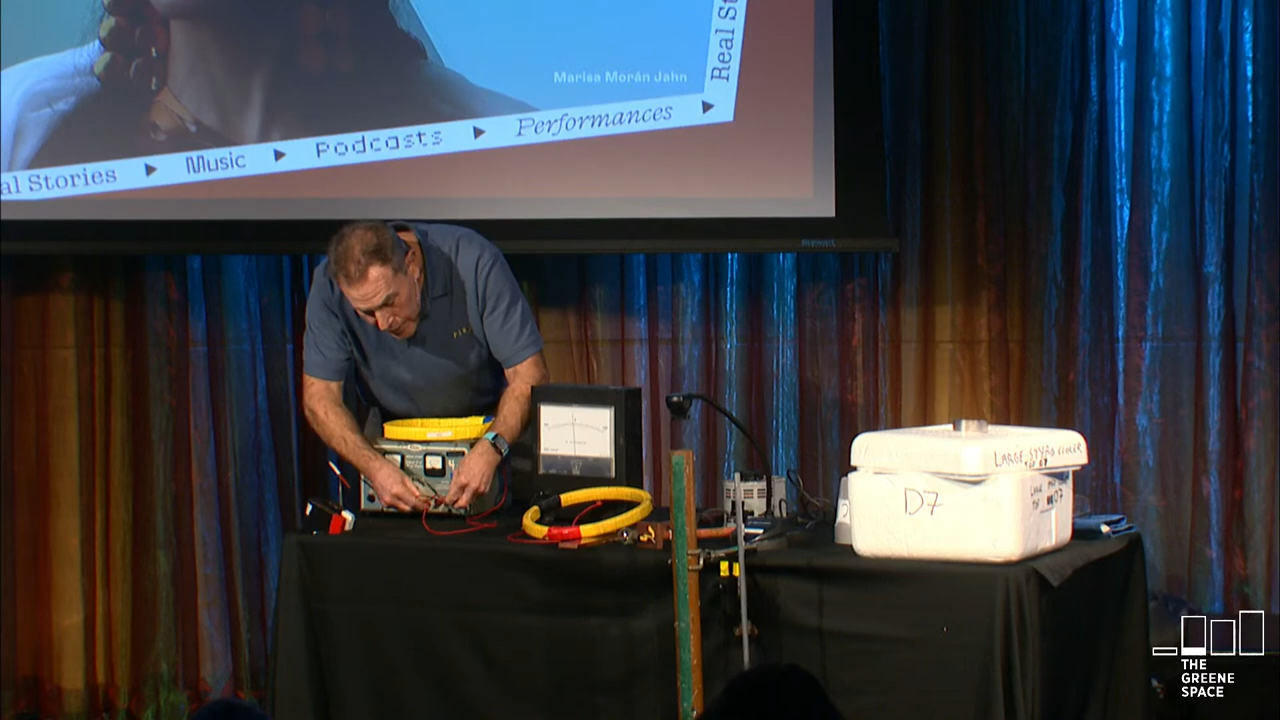 Real St
Marisa Morán Jahn
al Stories ▶ Music ▶ Podcasts ▶ Performances ▶
LARGE STYRO COOLER
D7
THE
GREENE
SPACE